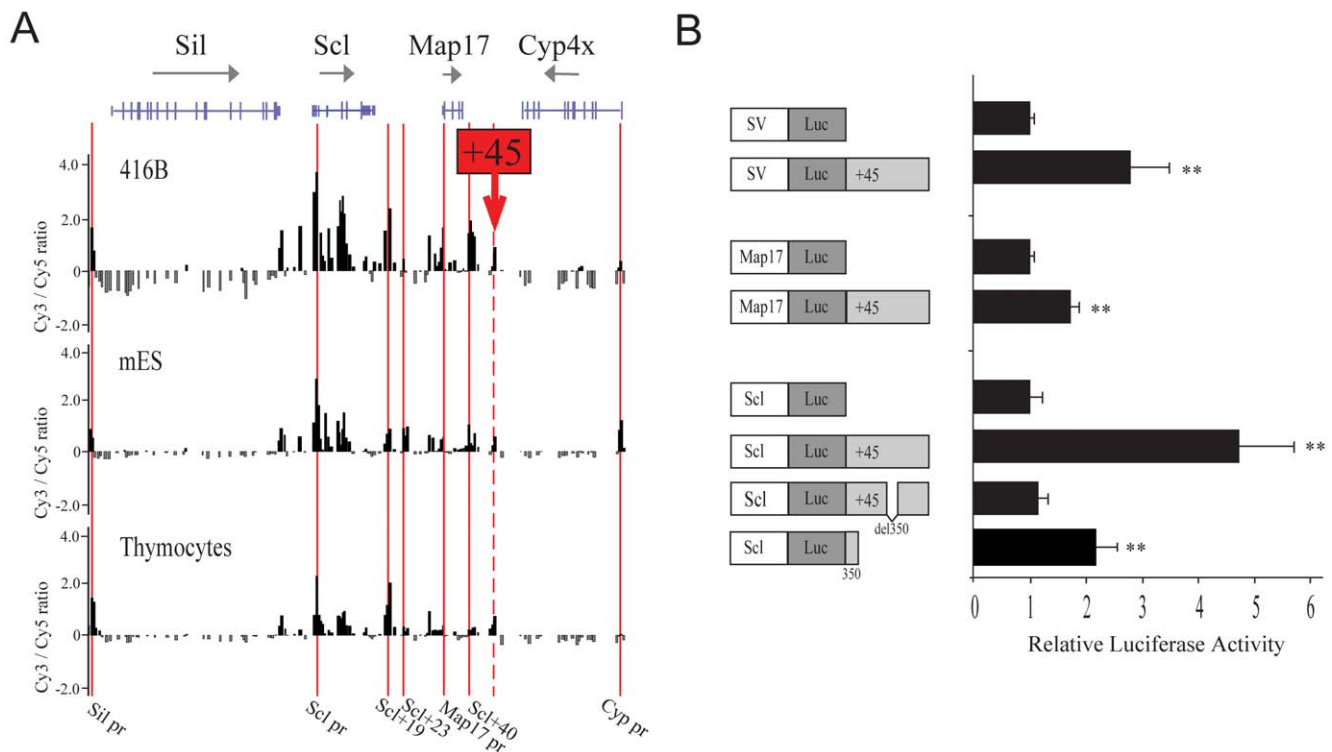 A
Sil
Scl
Map17
Cyp4x
+45
416B
4.0
2.0
0
-2.0
Cy3 / Cy5 ratio
mES
4.0
2.0
0
-2.0
Cy3 / Cy5 ratio
Thymocytes
4.0
2.0
0
-2.0
Cy3 / Cy5 ratio
Sil pr
Scl pr
Scl+19
Scl+23
Map17 pr
Scl+40
Cyp pr
B
SV Luc
SV Luc +45 **
Map17 Luc
Map17 Luc +45 **
Scl Luc
Scl Luc +45 **
Scl Luc +45
del350
Scl Luc **
350
0 1 2 3 4 5 6
Relative Luciferase Activity